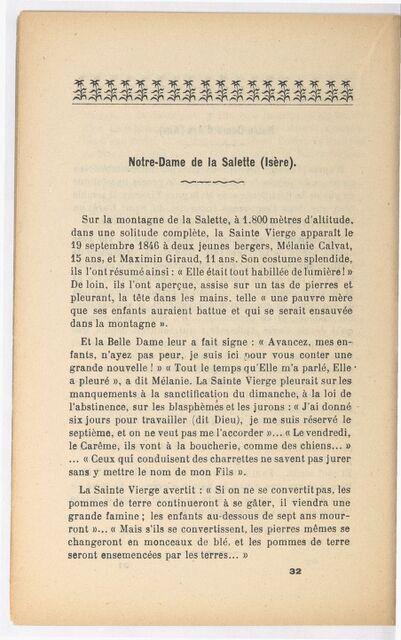 Notre-Dame de la Salette (Isère).
Sur la montagne de la Salette, à 1.800 mètres d'altitude,
dans une solitude complète, la Sainte Vierge apparaît le
19 septembre 1846 à deux jeunes bergers, Mélanie Calvat,
15 ans, et Maximin Giraud, 11 ans. Son costume splendide,
ils l'ont résumé ainsi : « Elle était tout habillée de lumière ! »
De loin, ils l'ont aperçue, assise sur un tas de pierres et
pleurant, la tête dans les mains. telle « une pauvre mère
que ses enfants auraient battue et qui se serait ensauvée
dans la montagne ».
Et la Belle Dame leur a fait signe : « Avancez, mes en-
fants, n'ayez pas peur, je suis ici pour vous conter une
grande nouvelle ! » « Tout le temps qu'Elle m'a parlé, Elle
a pleuré », a dit Mélanie. La Sainte Vierge pleurait sur les
manquements à la sanctification du dimanche, à la loi de
l'abstinence, sur les blasphèmes et les jurons : « J'ai donné
six jours pour travailler (dit Dieu), je me suis réservé le
septième, et on ne veut pas me l'accorder »... « Le vendredi,
le Carême, ils vont à la boucherie, comme des chiens... »
... « Ceux qui conduisent des charrettes ne savent pas jurer
sans y mettre le nom de mon Fils ».
La Sainte Vierge avertit : « Si on ne se convertit pas, les
pommes de terre continueront à se gâter, il viendra une
grande famine ; les enfants au-dessous de sept ans mour-
ront »... « Mais s'ils se convertissent, les pierres mêmes se
changeront en monceaux de blé, et les pommes de terre
seront ensemencées par les terres... »
32